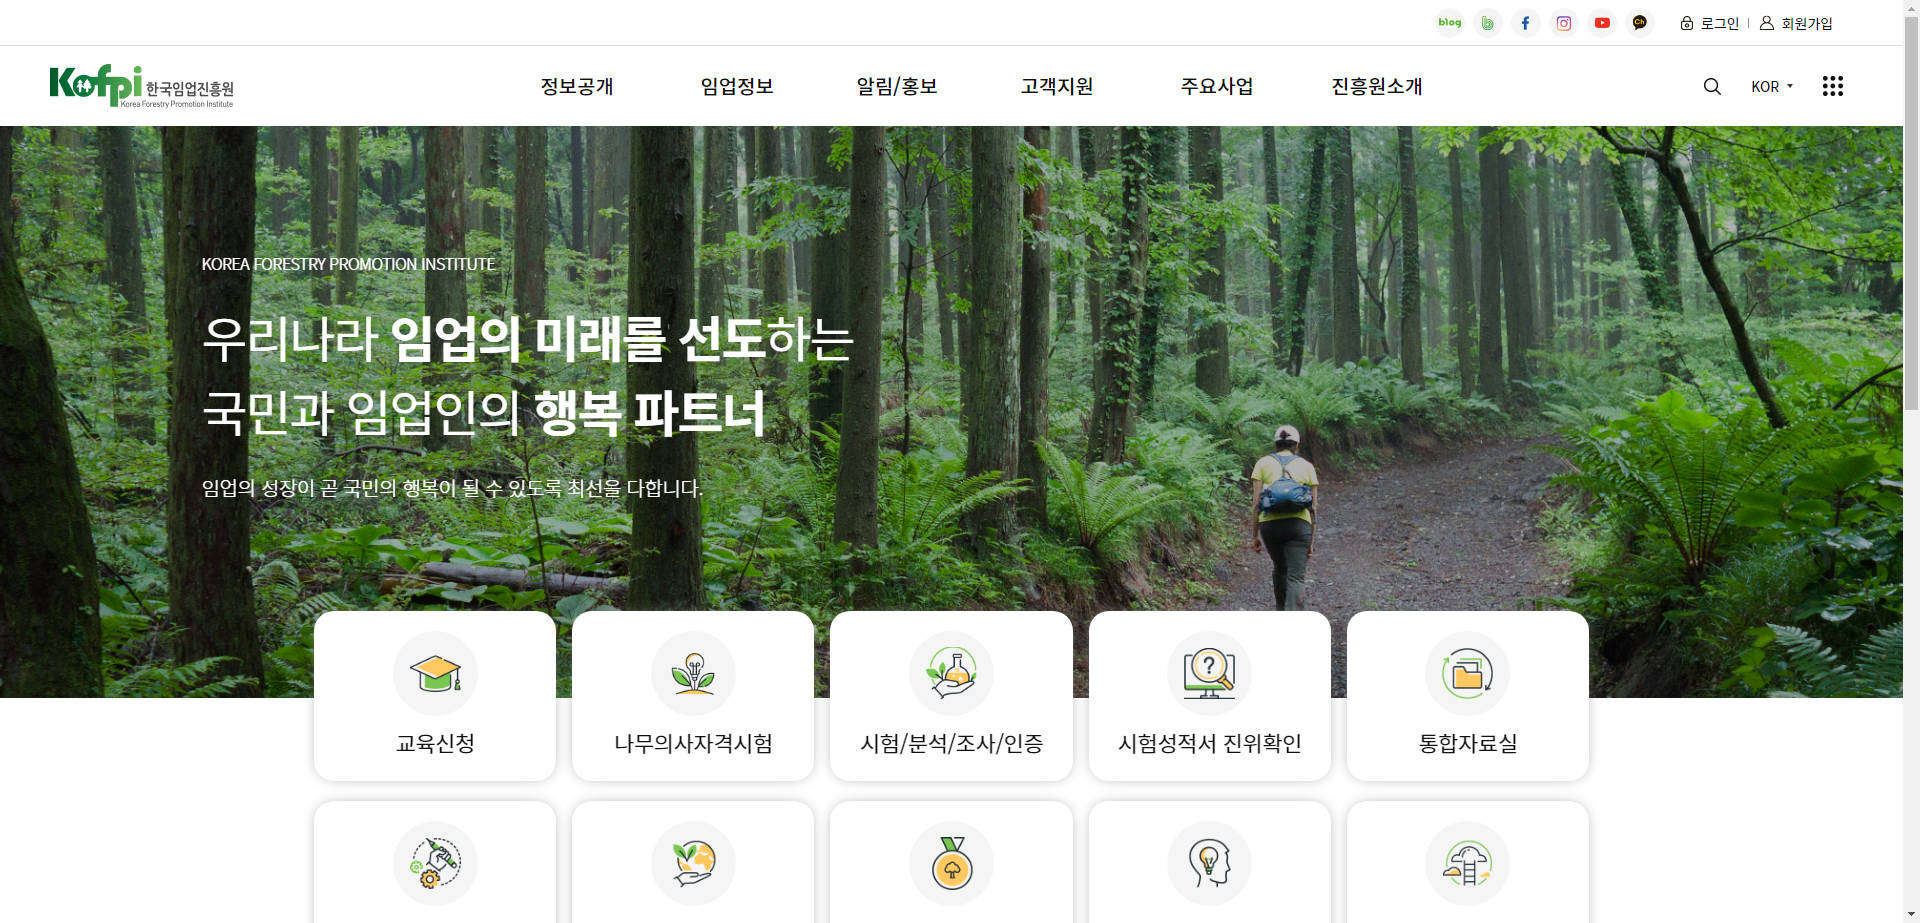 blog
로그인
회원가입
Kofpi 한국임업진흥원
Korea Forestry Promotion Institute
정보공개
임업정보
알림/홍보
고객지원
주요사업
진흥원소개
KOR
KOREA FORESTRY PROMOTION INSTITUTE
우리나라 임업의 미래를 선도하는
국민과 임업인의 행복 파트너
임업의 성장이 곧 국민의 행복이 될 수 있도록 최선을 다합니다.
교육신청
나무의사자격시험
시험/분석/조사/인증
시험성적서 진위확인
통합자료실